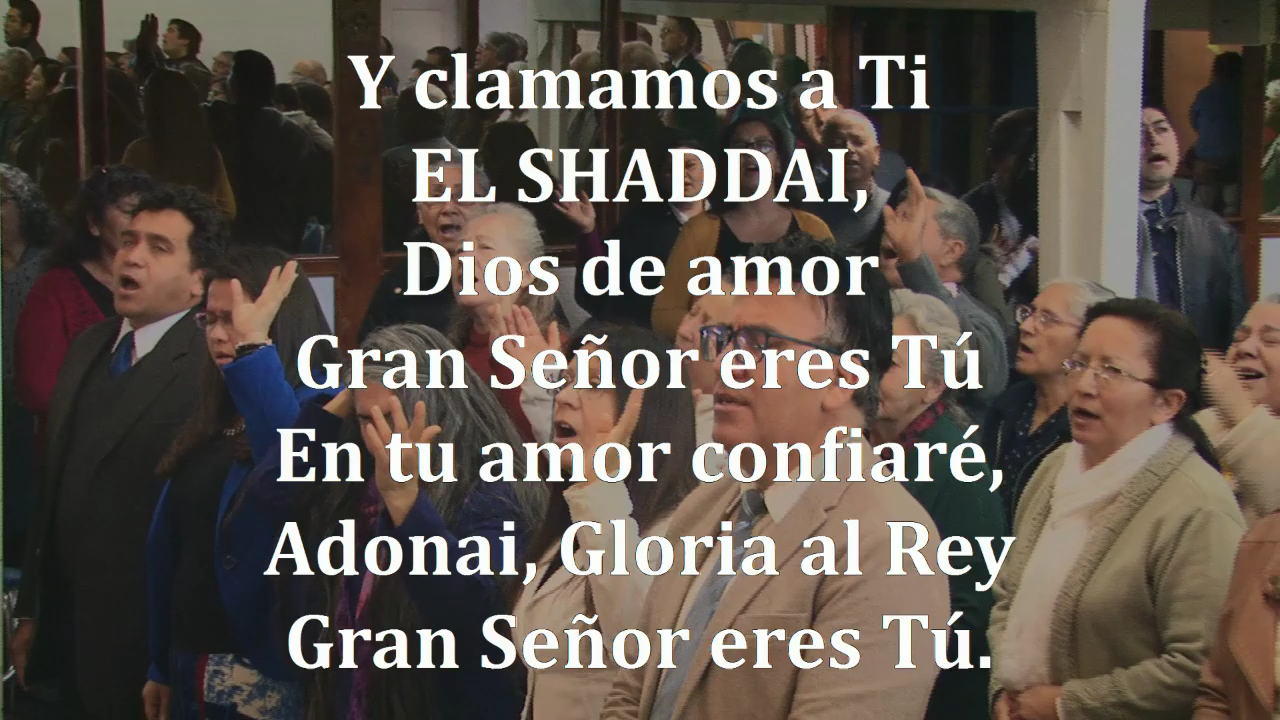 Y clamamos a Ti
EL SHADDAI,
Dios de amor
Gran Señor eres Tú
En tu amor confiaré,
Adonai, Gloria al Rey
Gran Señor eres Tú.